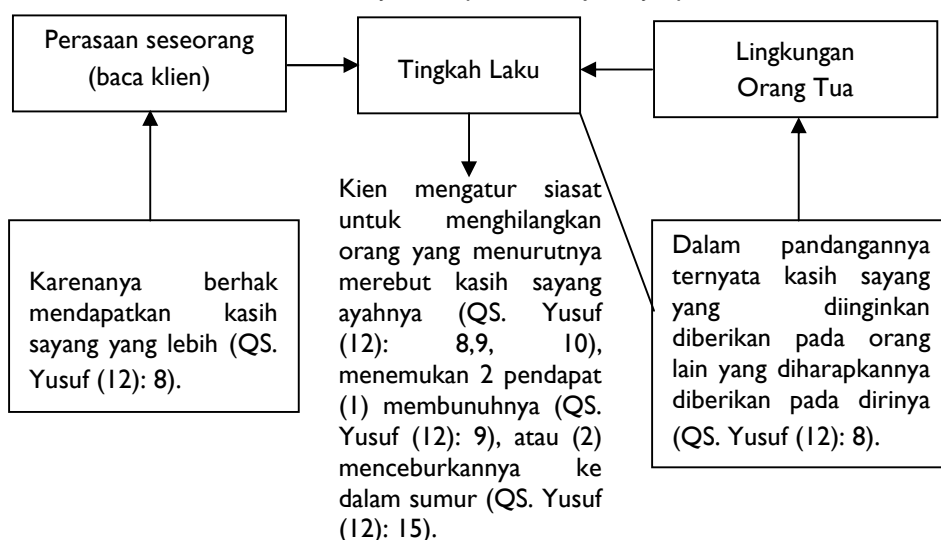 Perasaan seseorang
(baca klien)
Tingkah Laku
Lingkungan
Orang Tua
Karenanya berhak
mendapatkan kasih
sayang yang lebih (QS.
Yusuf (12): 8).
Kien mengatur siasat
untuk menghilangkan
orang yang menurutnya
merebut kasih sayang
ayahnya (QS. Yusuf
(12): 8,9, 10),
menemukan 2 pendapat
(1) membunuhnya (QS.
Yusuf (12): 9), atau (2)
menceburkannya ke
dalam sumur (QS. Yusuf
(12): 15).
Dalam pandangannya
ternyata kasih sayang
yang diinginkan
diberikan pada orang
lain yang diharapkannya
diberikan pada dirinya
(QS. Yusuf (12): 8).